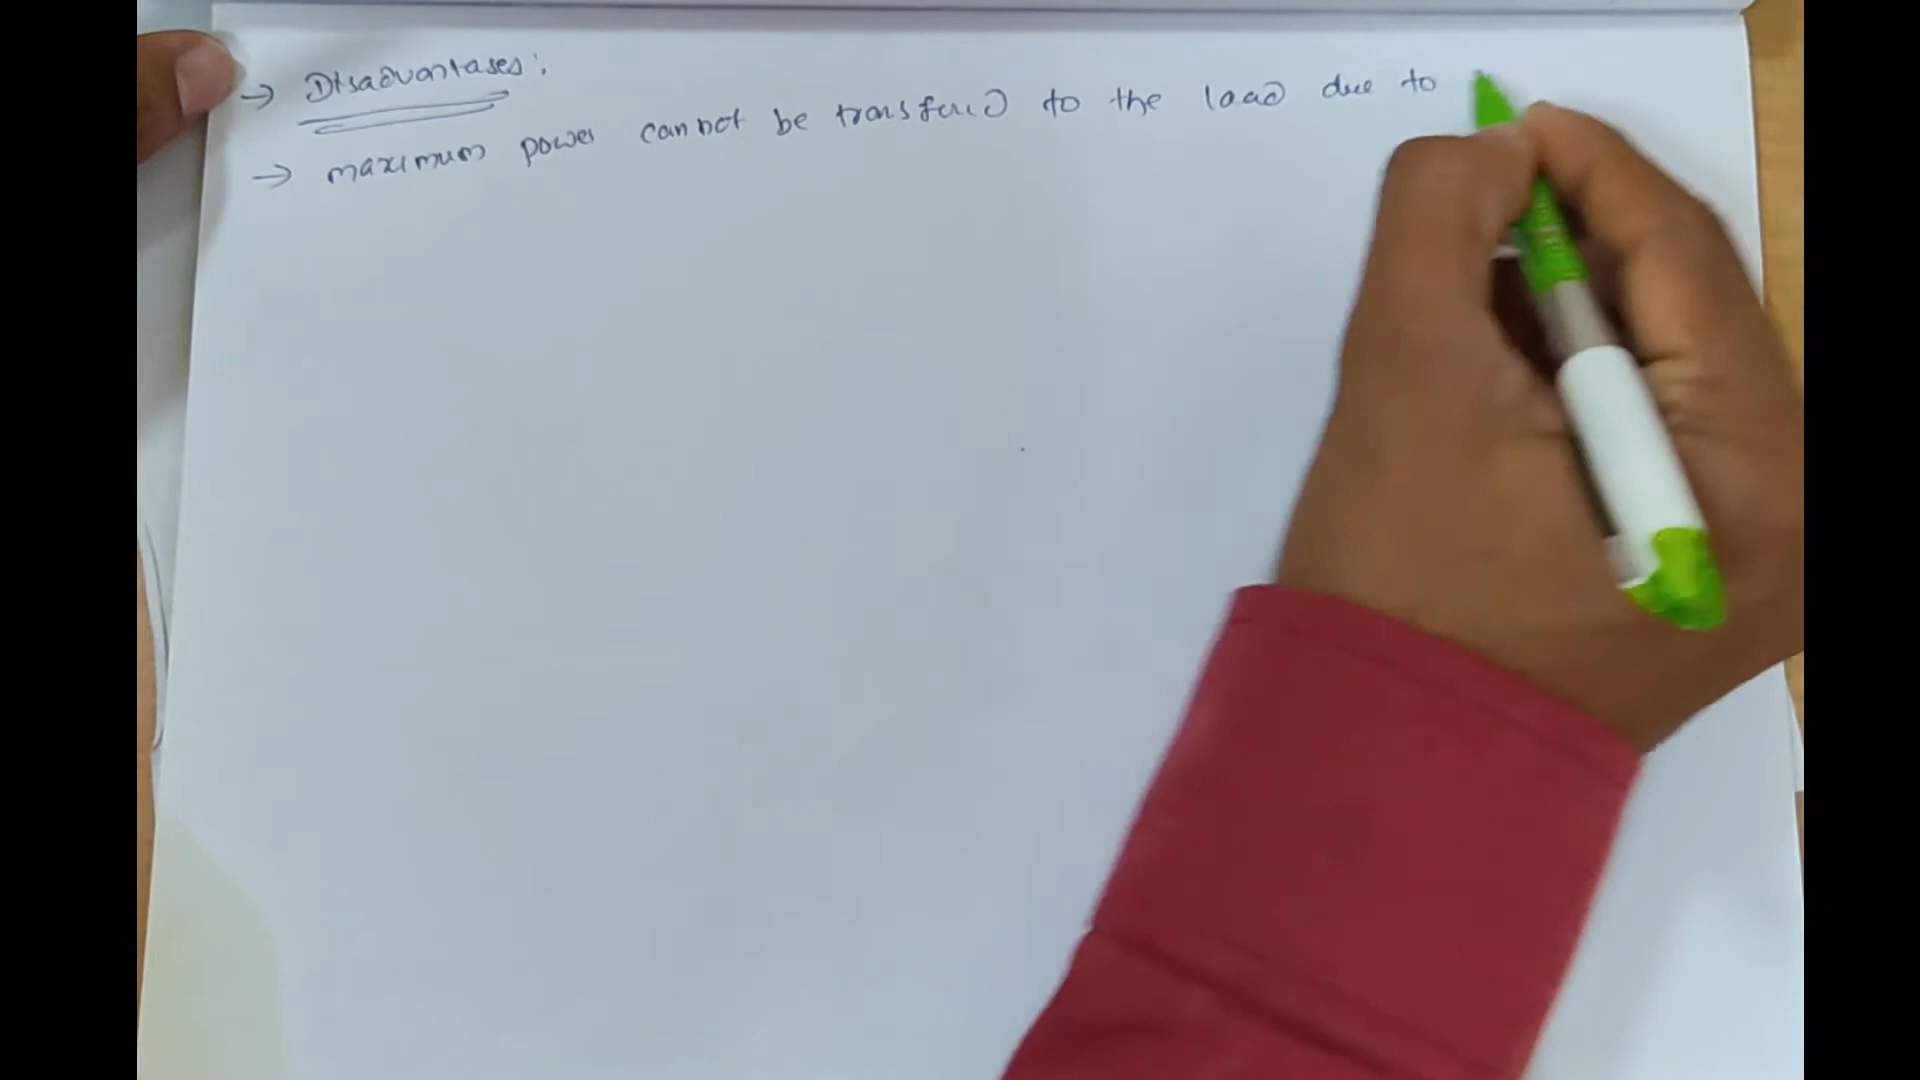 → Disadvantages:
→ maximum power cannot be transferd to the load due to